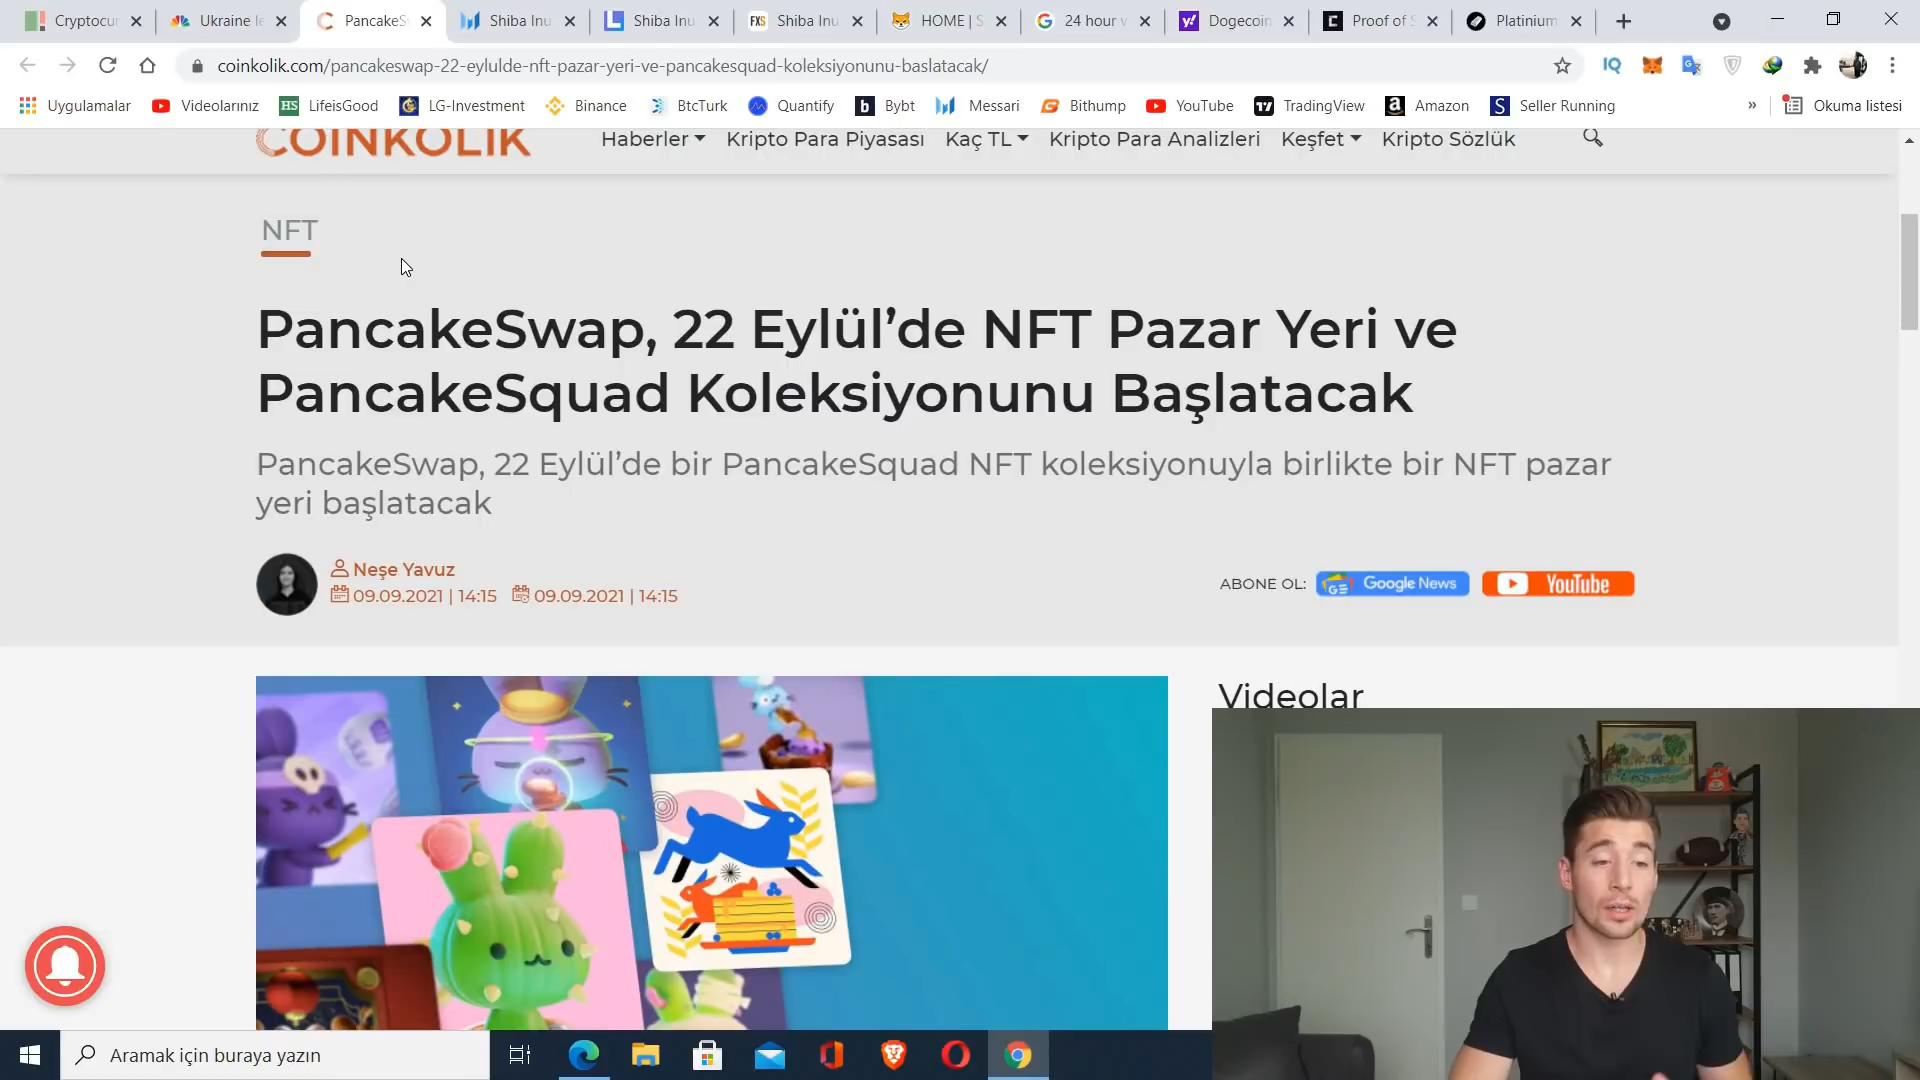 Cryptocur
Ukraine le
PancakeS
Shiba Inu
Shiba Inu
FXS
Shiba Inu
HOME | S
24 hour v
Dogecoin
Proof of S
Platinium
coinkolik.com/pancakeswap-22-eylulde-nft-pazar-yeri-ve-pancakesquad-koleksiyonunu-baslatacak/
IQ
Uygulamalar
Videolarınız
HS LifeisGood
LG-Investment
Binance
BtcTurk
Quantify
b Bybt
Messari
Bithump
YouTube
TradingView
a Amazon
S Seller Running
»
Okuma listesi
COINKOLIK
Haberler
Kripto Para Piyasası
Kaç TL
Kripto Para Analizleri
Keşfet
Kripto Sözlük
NFT
PancakeSwap, 22 Eylül’de NFT Pazar Yeri ve
PancakeSquad Koleksiyonunu Başlatacak
PancakeSwap, 22 Eylül’de bir PancakeSquad NFT koleksiyonuyla birlikte bir NFT pazar
yeri başlatacak
Neşe Yavuz
09.09.2021 | 14:15 09.09.2021 | 14:15
ABONE OL:
GE Google News
YouTube
Videolar
Aramak için buraya yazın